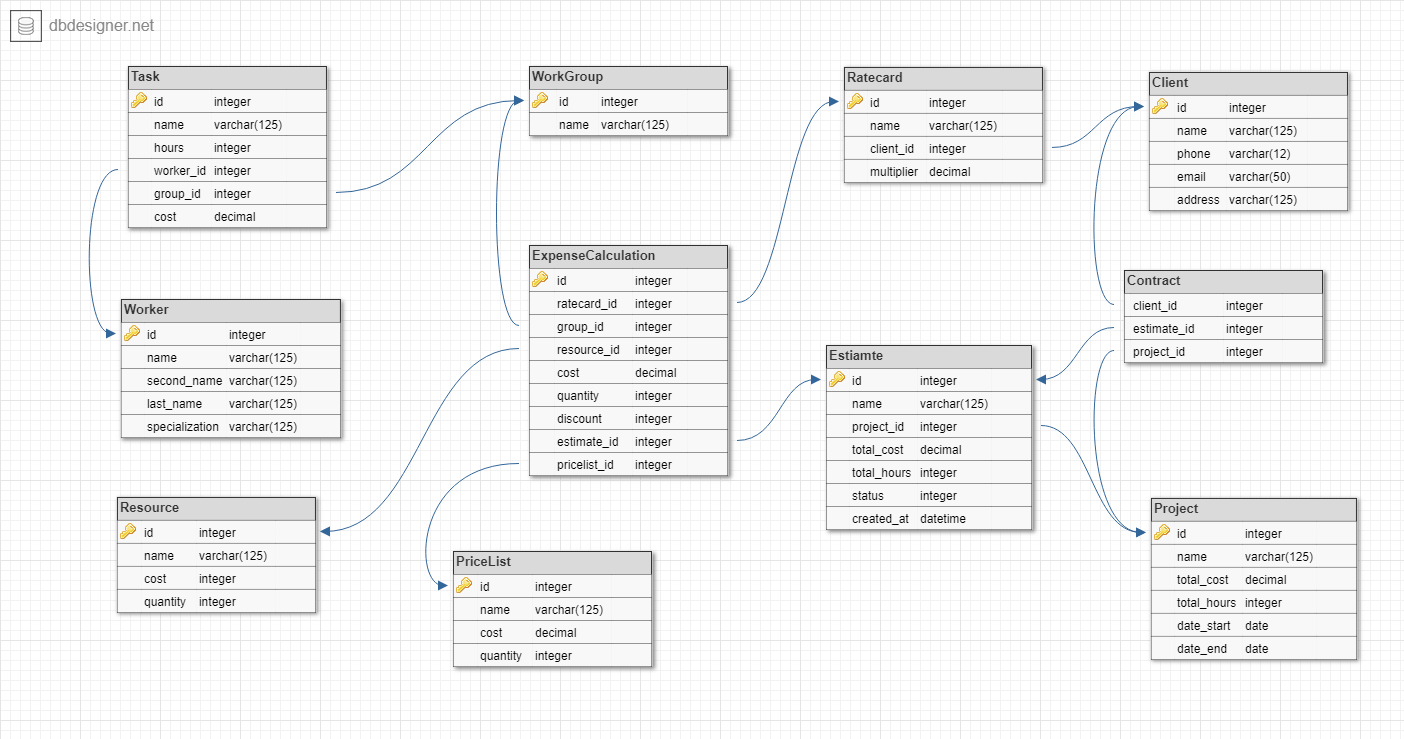 dbdesigner.net
Task
id integer
name varchar(125)
hours integer
worker_id integer
group_id integer
cost decimal
WorkGroup
id integer
name varchar(125)
Ratecard
id integer
name varchar(125)
client_id integer
multiplier decimal
Client
id integer
name varchar(125)
phone varchar(12)
email varchar(50)
address varchar(125)
Worker
id integer
name varchar(125)
second_name varchar(125)
last_name varchar(125)
specialization varchar(125)
ExpenseCalculation
id integer
ratecard_id integer
group_id integer
resource_id integer
cost decimal
quantity integer
discount integer
estimate_id integer
pricelist_id integer
Contract
client_id integer
estimate_id integer
project_id integer
Estiamte
id integer
name varchar(125)
project_id integer
total_cost decimal
total_hours integer
status integer
created_at datetime
Resource
id integer
name varchar(125)
cost integer
quantity integer
PriceList
id integer
name varchar(125)
cost decimal
quantity integer
Project
id integer
name varchar(125)
total_cost decimal
total_hours integer
date_start date
date_end date